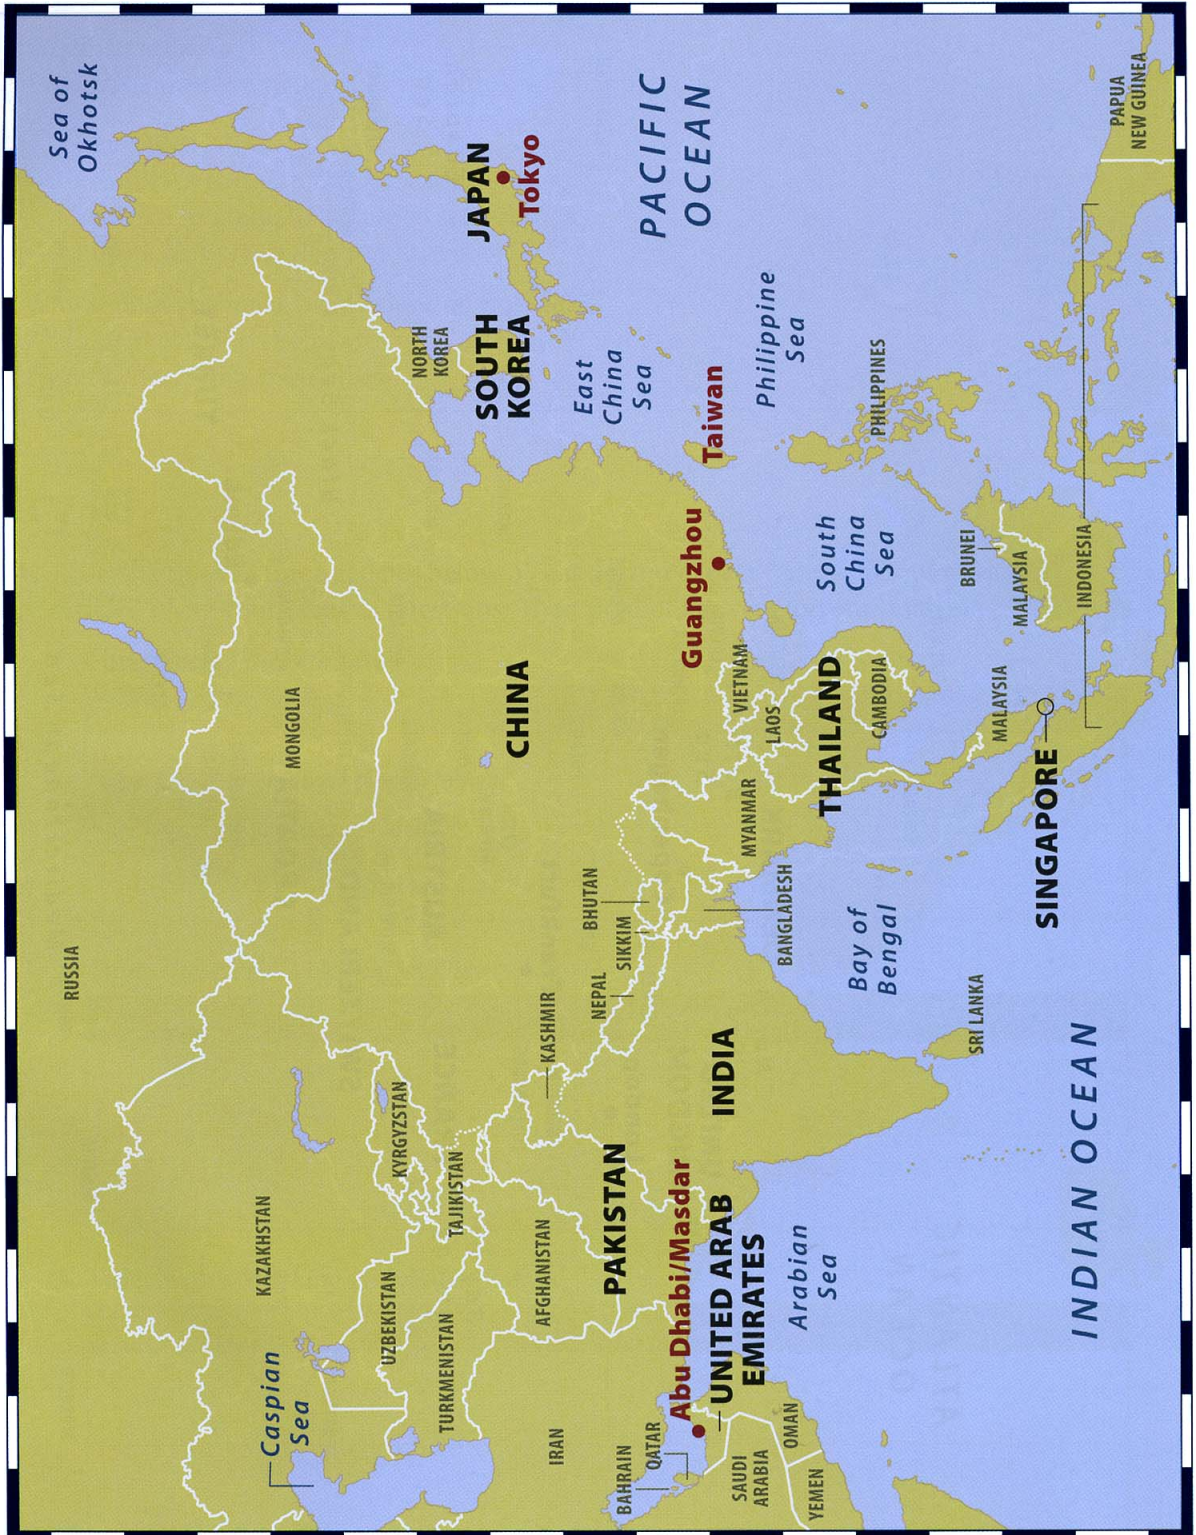 RUSSIA
Sea of
Okhotsk
Caspian
Sea
KAZAKHSTAN
MONGOLIA
UZBEKISTAN
KYRGYZSTAN
TURKMENISTAN
TAJIKISTAN
NORTH
KOREA
JAPAN
Tokyo
SOUTH
KOREA
CHINA
IRAN
AFGHANISTAN
KASHMIR
PAKISTAN
NEPAL
SIKKIM
BHUTAN
East
China
Sea
PACIFIC
OCEAN
BAHRAIN
QATAR
Abu Dhabi/Masdar
UNITED ARAB
EMIRATES
INDIA
Guangzhou
Taiwan
SAUDI
ARABIA
OMAN
YEMEN
Arabian
Sea
BANGLADESH
MYANMAR
LAOS
VIETNAM
THAILAND
CAMBODIA
Philippine
Sea
Bay of
Bengal
South
China
Sea
PHILIPPINES
SRI LANKA
BRUNEI
MALAYSIA
MALAYSIA
SINGAPORE
INDONESIA
INDIAN OCEAN
PAPUA
NEW GUINEA